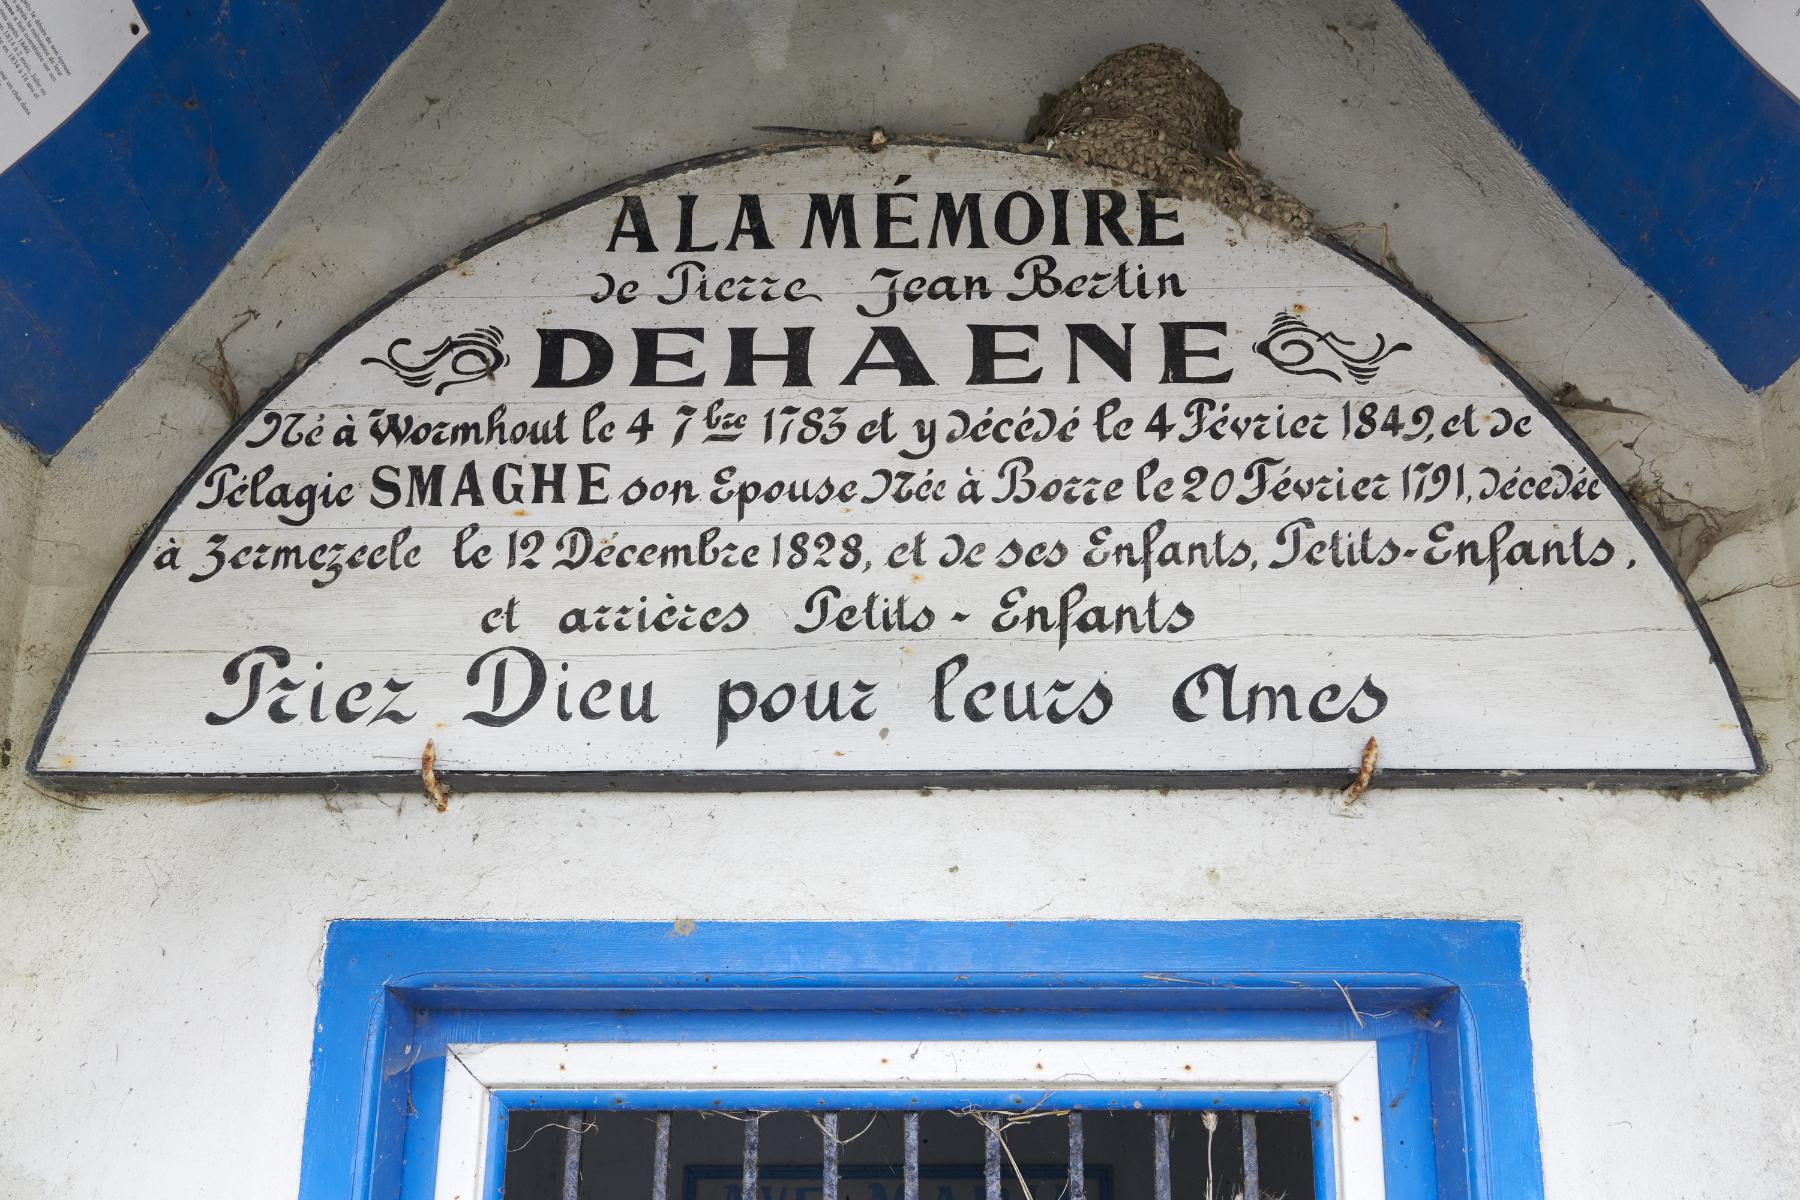 A LA MÉMOIRE
de Pierre Jean Bertin
DEHAENE
Né à Wormhout le 4 7bre 1783 et y décédé le 4 Février 1849, et de
Pélagie SMAGHE son Epouse Née à Borre le 20 Février 1791, décédée
à Zermezeele le 12 Décembre 1828, et de ses Enfants, Petits-Enfants,
et arrières Petits-Enfants
Priez Dieu pour leurs Ames
AVE MARIA